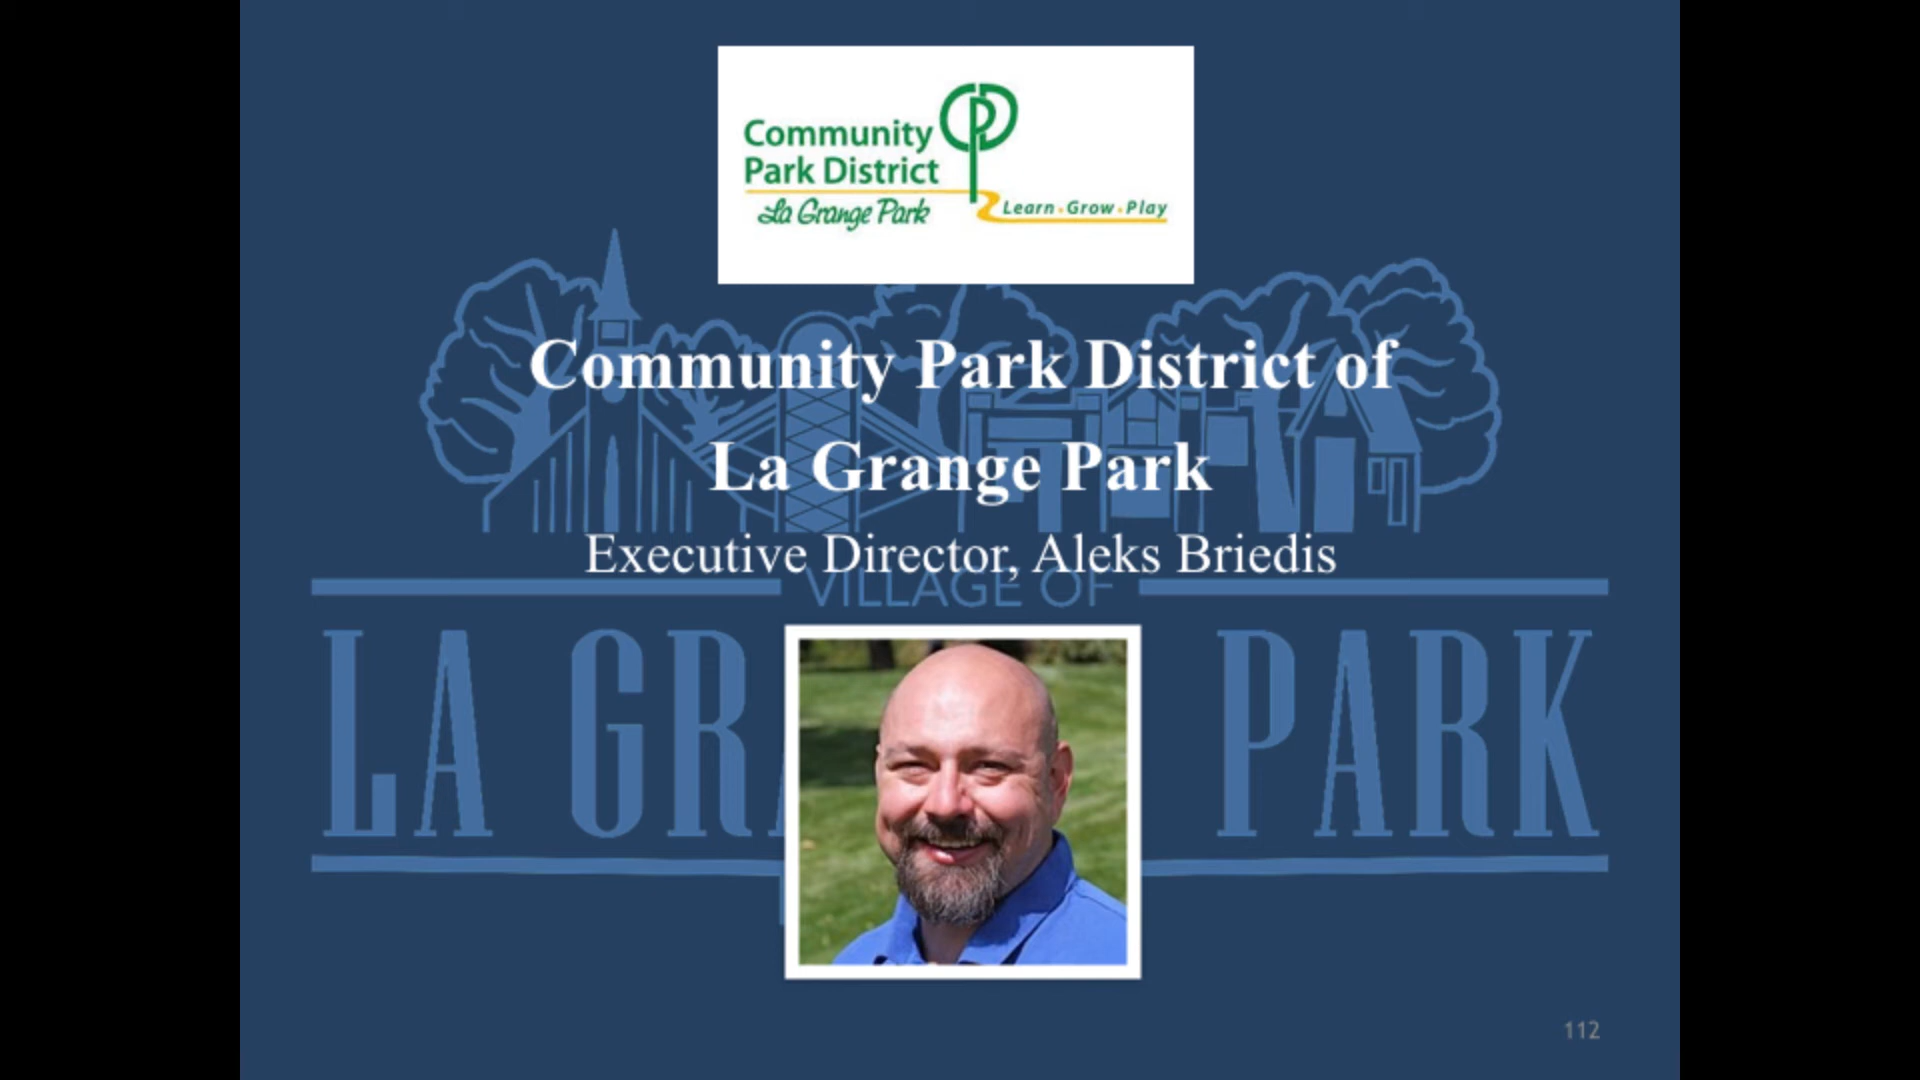 Community
Park District
La Grange Park
Learn • Grow • Play
Community Park District of
La Grange Park
Executive Director, Aleks Briedis
VILLAGE OF
LA GRA PARK
112